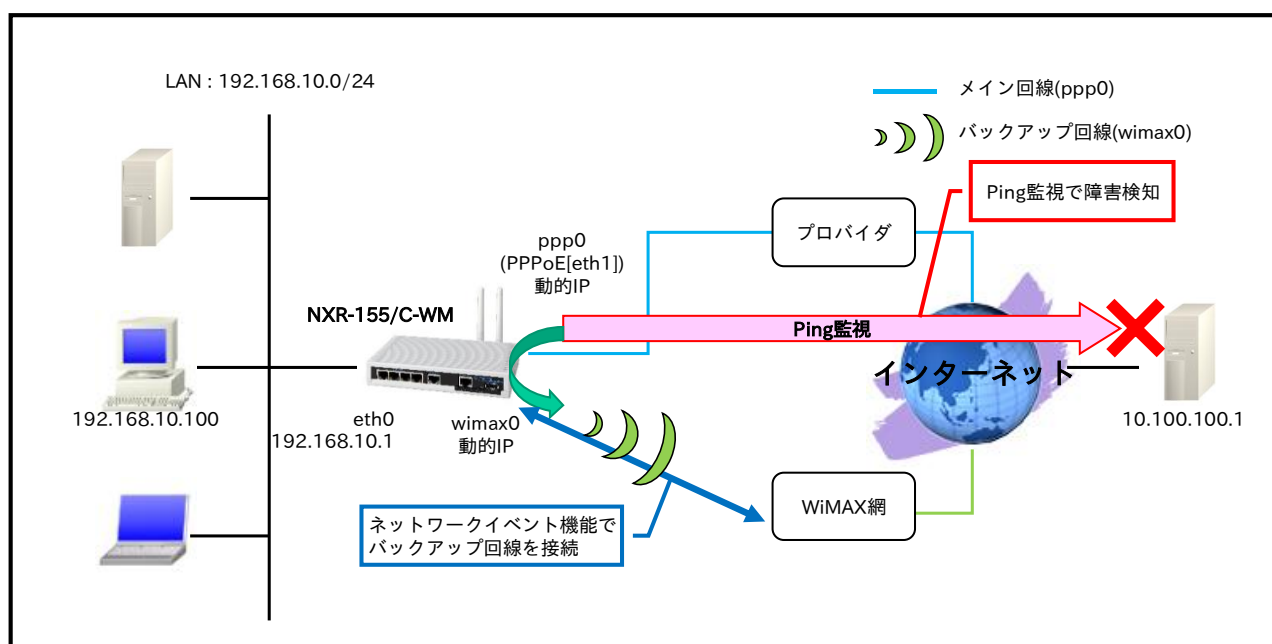 LAN : 192.168.10.0/24
メイン回線(ppp0)
バックアップ回線(wimax0)
Ping監視で障害検知
プロバイダ
ppp0
(PPPoE[eth1])
動的IP
NXR-155/C-WM
Ping監視
インターネット
192.168.10.100
eth0
192.168.10.1
wimax0
動的IP
10.100.100.1
WiMAX網
ネットワークイベント機能で
バックアップ回線を接続